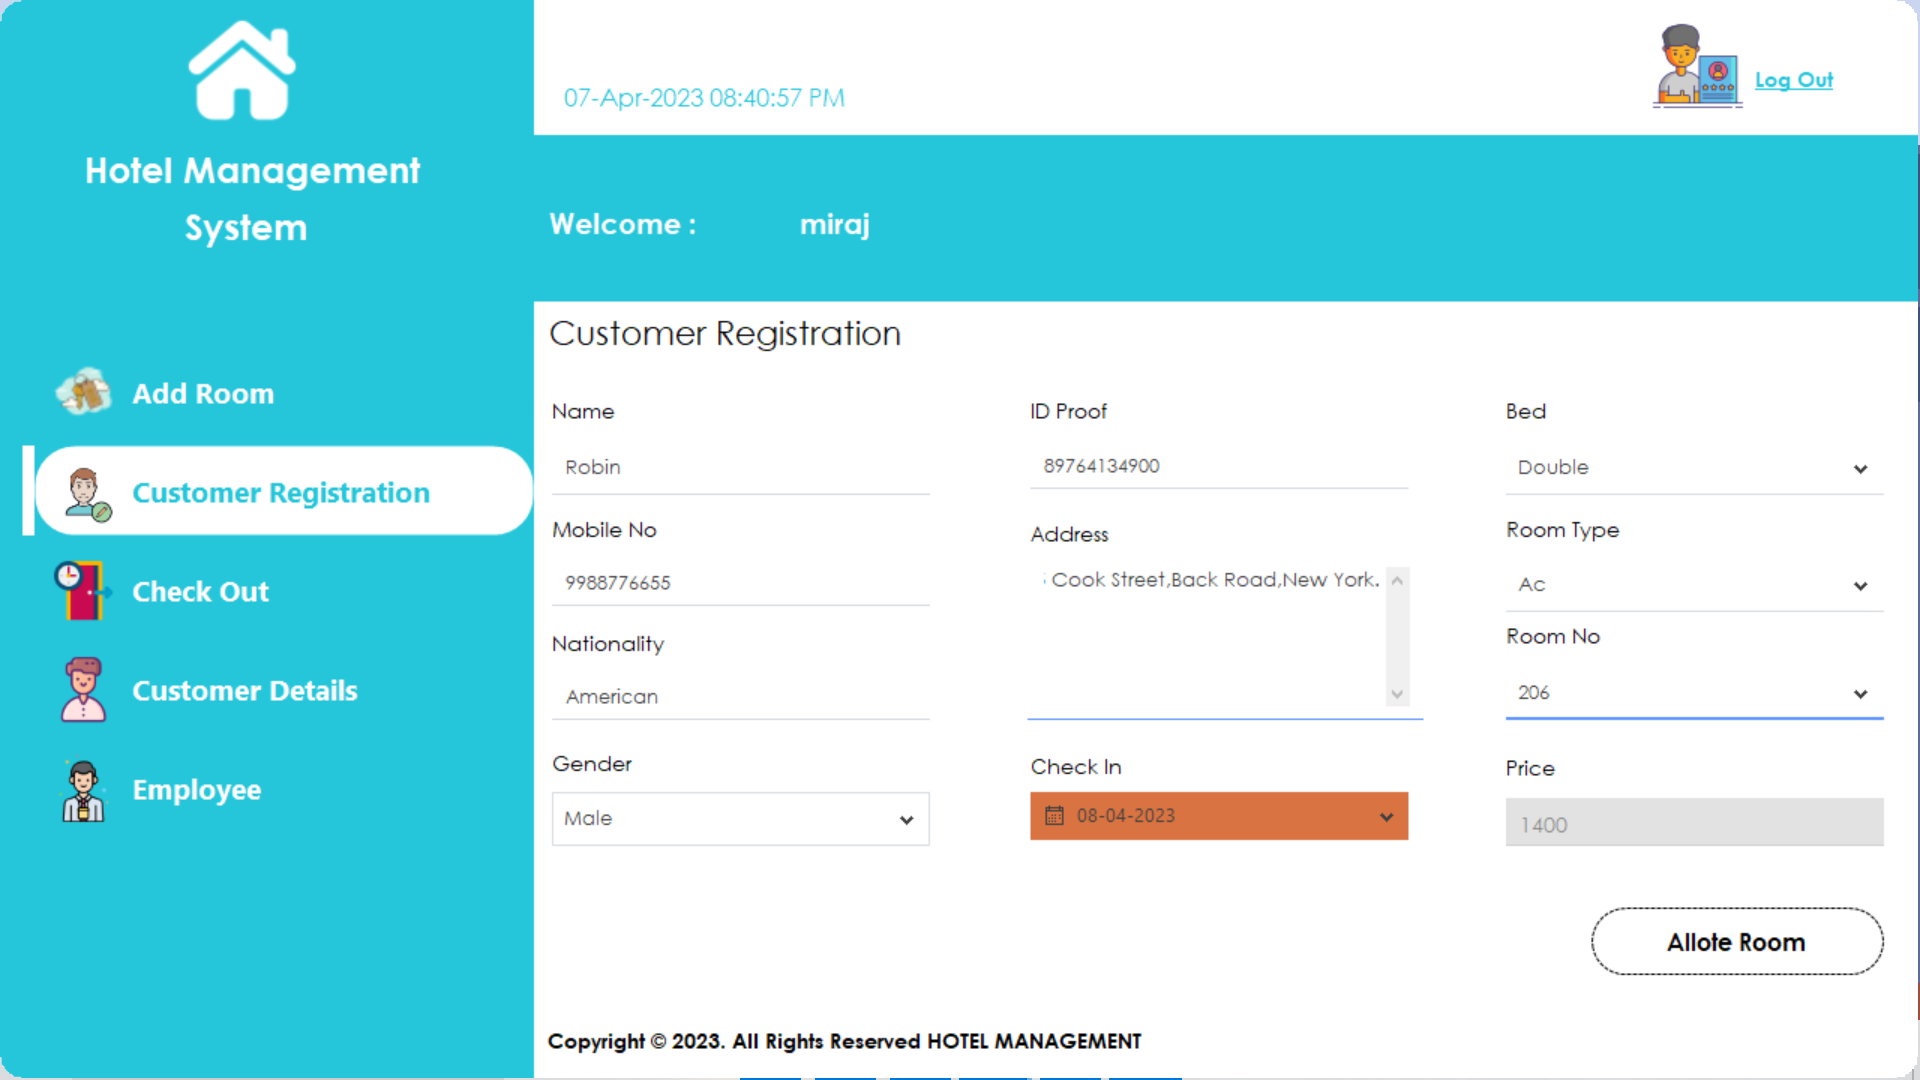 Hotel Management
System
Add Room
Customer Registration
Check Out
Customer Details
Employee
07-Apr-2023 08:40:57 PM
Log Out
Welcome : miraj
Customer Registration
Name
Robin
Mobile No
9988776655
Nationality
American
Gender
Male
ID Proof
89764134900
Address
Cook Street,Back Road,New York.
Check In
08-04-2023
Bed
Double
Room Type
Ac
Room No
206
Price
1400
Allote Room
Copyright © 2023. All Rights Reserved HOTEL MANAGEMENT